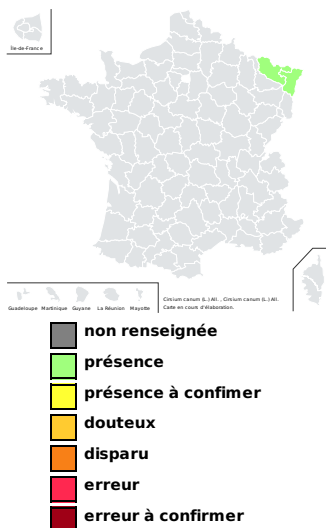 Île-de-France
Guadeloupe Martinique Guyane La Réunion Mayotte
Cirsium canum (L.) All. , Cirsium canum (L.) All.
Carte en cours d'élaboration.
non renseignée
présence
présence à confimer
douteux
disparu
erreur
erreur à confirmer